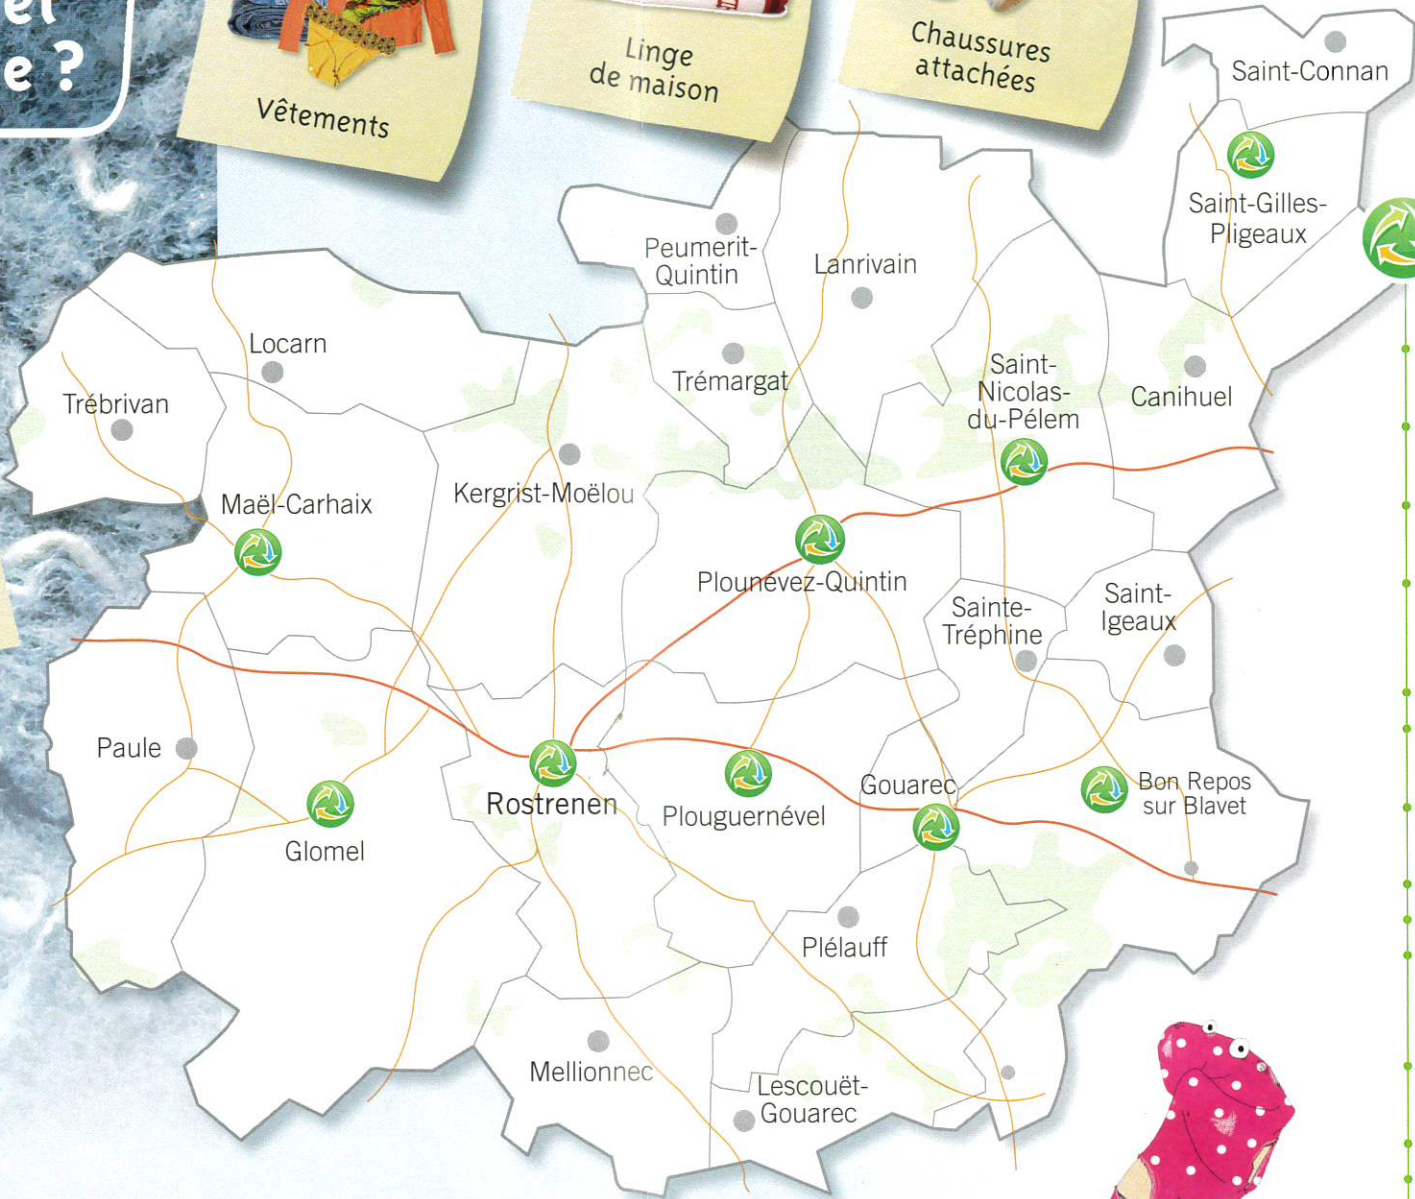 el
e ?
Vêtements
Linge
de maison
Chaussures
attachées
Saint-Connan
Saint-Gilles-
Pligeaux
Peumerit-
Quintin
Lanrivain
Locarn
Trémargat
Saint-
Nicolas-
du-Pélem
Canihuel
Trébrivan
Maël-Carhaix
Kergrist-Moëlou
Plounévez-Quintin
Sainte-
Tréphine
Saint-
Igeaux
Paule
Rostrenen
Plouguernével
Gouarec
Bon Repos
sur Blavet
Glomel
Plélauff
Mellionnec
Lescouët-
Gouarec